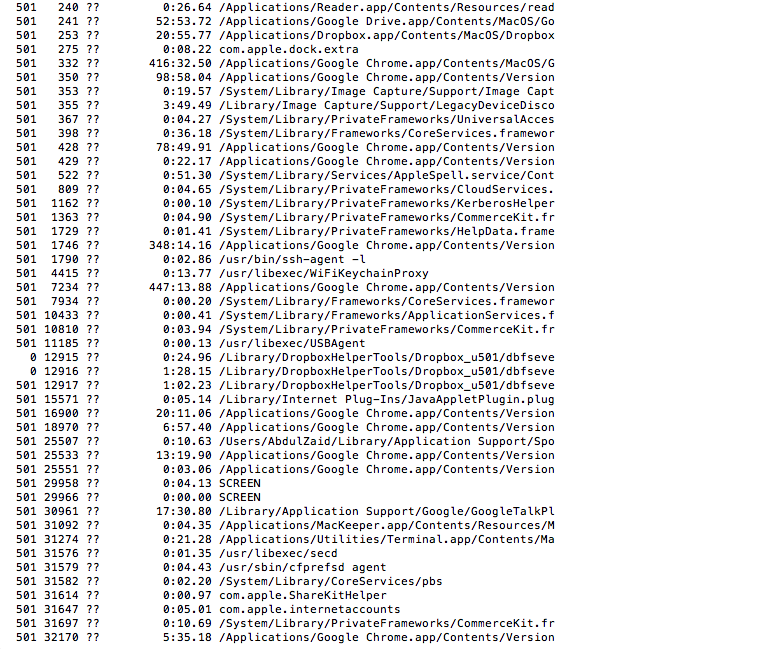 501 240 ?? 0:26.64 /Applications/Reader.app/Contents/Resources/read
501 241 ?? 52:53.72 /Applications/Google Drive.app/Contents/MacOS/Go
501 253 ?? 20:55.77 /Applications/Dropbox.app/Contents/MacOS/Dropbox
501 275 ?? 0:08.22 com.apple.dock.extra
501 332 ?? 416:32.50 /Applications/Google Chrome.app/Contents/MacOS/G
501 350 ?? 98:58.04 /Applications/Google Chrome.app/Contents/Version
501 353 ?? 0:19.57 /System/Library/Image Capture/Support/Image Capt
501 355 ?? 3:49.49 /Library/Image Capture/Support/LegacyDeviceDisco
501 367 ?? 0:04.27 /System/Library/PrivateFrameworks/UniversalAcces
501 398 ?? 0:36.18 /System/Library/Frameworks/CoreServices.framewor
501 428 ?? 78:49.91 /Applications/Google Chrome.app/Contents/Version
501 429 ?? 0:22.17 /Applications/Google Chrome.app/Contents/Version
501 522 ?? 0:51.30 /System/Library/Services/AppleSpell.service/Cont
501 809 ?? 0:04.65 /System/Library/PrivateFrameworks/CloudServices.
501 1162 ?? 0:00.10 /System/Library/PrivateFrameworks/KerberosHelper
501 1363 ?? 0:04.90 /System/Library/PrivateFrameworks/CommerceKit.fr
501 1729 ?? 0:01.41 /System/Library/PrivateFrameworks/HelpData.frame
501 1746 ?? 348:14.16 /Applications/Google Chrome.app/Contents/Version
501 1790 ?? 0:02.86 /usr/bin/ssh-agent -l
501 4415 ?? 0:13.77 /usr/libexec/WiFiKeychainProxy
501 7234 ?? 447:13.88 /Applications/Google Chrome.app/Contents/Version
501 7934 ?? 0:00.20 /System/Library/Frameworks/CoreServices.framewor
501 10433 ?? 0:00.41 /System/Library/Frameworks/ApplicationServices.f
501 10810 ?? 0:03.94 /System/Library/PrivateFrameworks/CommerceKit.fr
501 11185 ?? 0:00.13 /usr/libexec/USBAgent
0 12915 ?? 0:24.96 /Library/DropboxHelperTools/Dropbox_u501/dbfseve
0 12916 ?? 1:28.15 /Library/DropboxHelperTools/Dropbox_u501/dbfseve
501 12917 ?? 1:02.23 /Library/DropboxHelperTools/Dropbox_u501/dbfseve
501 15571 ?? 0:05.14 /Library/Internet Plug-Ins/JavaAppletPlugin.plug
501 16900 ?? 20:11.06 /Applications/Google Chrome.app/Contents/Version
501 18970 ?? 6:57.40 /Applications/Google Chrome.app/Contents/Version
501 25507 ?? 0:10.63 /Users/AbdulZaid/Library/Application Support/Spo
501 25533 ?? 13:19.90 /Applications/Google Chrome.app/Contents/Version
501 25551 ?? 0:03.06 /Applications/Google Chrome.app/Contents/Version
501 29958 ?? 0:04.13 SCREEN
501 29966 ?? 0:00.00 SCREEN
501 30961 ?? 17:30.80 /Library/Application Support/Google/GoogleTalkPl
501 31092 ?? 0:04.35 /Applications/MacKeeper.app/Contents/Resources/M
501 31274 ?? 0:21.28 /Applications/Utilities/Terminal.app/Contents/Ma
501 31576 ?? 0:01.35 /usr/libexec/secd
501 31579 ?? 0:04.43 /usr/sbin/cfprefsd agent
501 31582 ?? 0:02.20 /System/Library/CoreServices/pbs
501 31614 ?? 0:00.97 com.apple.ShareKitHelper
501 31647 ?? 0:05.01 com.apple.internetaccounts
501 31697 ?? 0:10.69 /System/Library/PrivateFrameworks/CommerceKit.fr
501 32170 ?? 5:35.18 /Applications/Google Chrome.app/Contents/Version